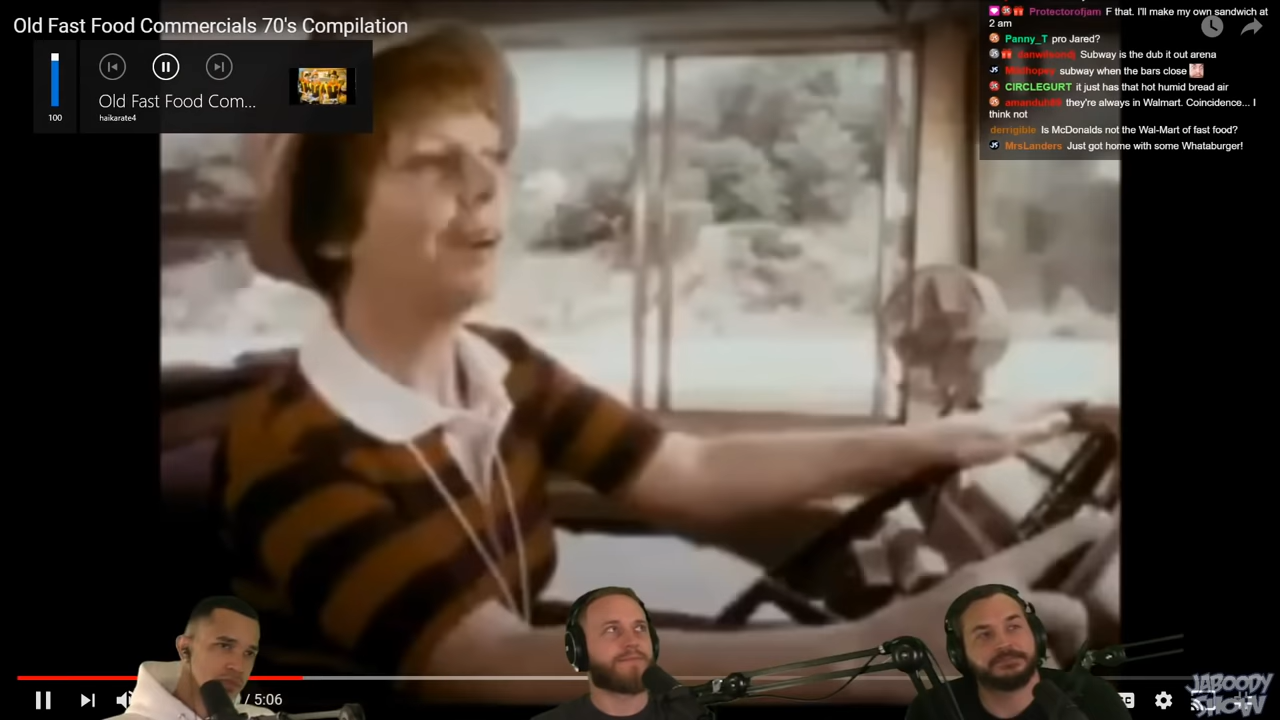 Old Fast Food Commercials 70's Compilation
100
Old Fast Food Com...
haikarate4
Protectorofjam F that. I'll make my own sandwich at
2 am
Panny_T pro Jared?
Subway is the dub it out arena
subway when the bars close
CIRCLEGURT it just has that hot humid bread air
they're always in Walmart. Coincidence... I
think not
derrigible Is McDonalds not the Wal-Mart of fast food?
MrsLanders Just got home with some Whataburger!
/ 5:06
JABOODY
SHOW